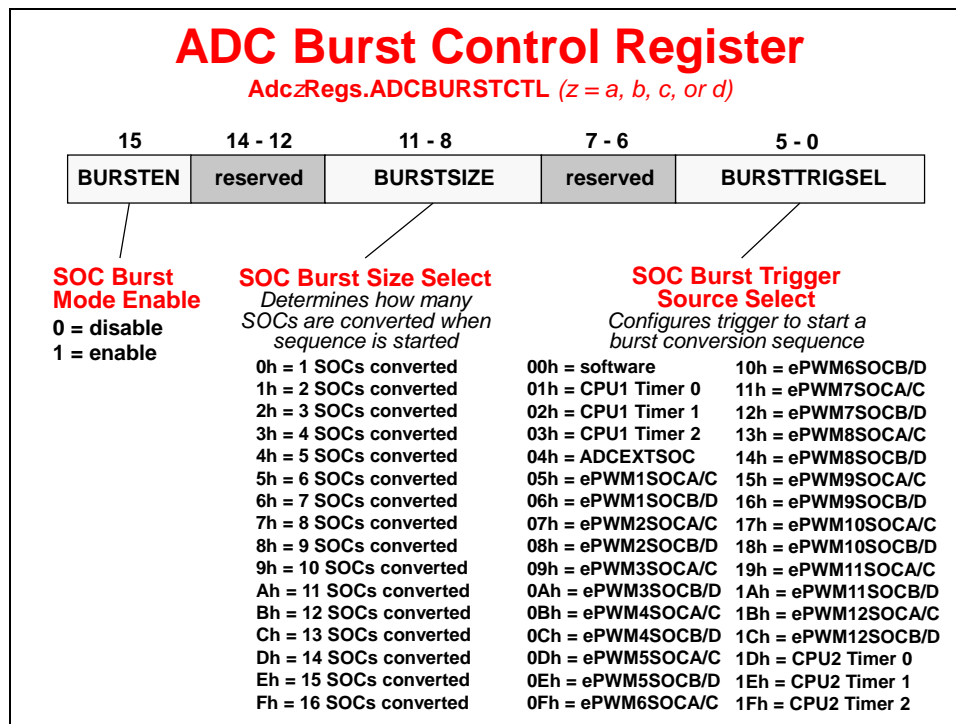 ADC Burst Control Register
AdczRegs.ADCBURSTCTL (z = a, b, c, or d)
15 14 - 12 11 - 8 7 - 6 5 - 0
BURSTEN reserved BURSTSIZE reserved BURSTTRIGSEL
SOC Burst
Mode Enable
0 = disable
1 = enable
SOC Burst Size Select
Determines how many
SOCs are converted when
sequence is started
0h = 1 SOCs converted
1h = 2 SOCs converted
2h = 3 SOCs converted
3h = 4 SOCs converted
4h = 5 SOCs converted
5h = 6 SOCs converted
6h = 7 SOCs converted
7h = 8 SOCs converted
8h = 9 SOCs converted
9h = 10 SOCs converted
Ah = 11 SOCs converted
Bh = 12 SOCs converted
Ch = 13 SOCs converted
Dh = 14 SOCs converted
Eh = 15 SOCs converted
Fh = 16 SOCs converted
SOC Burst Trigger
Source Select
Configures trigger to start a
burst conversion sequence
00h = software
01h = CPU1 Timer 0
02h = CPU1 Timer 1
03h = CPU1 Timer 2
04h = ADCEXTSOC
05h = ePWM1SOCA/C
06h = ePWM1SOCB/D
07h = ePWM2SOCA/C
08h = ePWM2SOCB/D
09h = ePWM3SOCA/C
0Ah = ePWM3SOCB/D
0Bh = ePWM4SOCA/C
0Ch = ePWM4SOCB/D
0Dh = ePWM5SOCA/C
0Eh = ePWM5SOCB/D
0Fh = ePWM6SOCA/C
10h = ePWM6SOCB/D
11h = ePWM7SOCA/C
12h = ePWM7SOCB/D
13h = ePWM8SOCA/C
14h = ePWM8SOCB/D
15h = ePWM9SOCA/C
16h = ePWM9SOCB/D
17h = ePWM10SOCA/C
18h = ePWM10SOCB/D
19h = ePWM11SOCA/C
1Ah = ePWM11SOCB/D
1Bh = ePWM12SOCA/C
1Ch = ePWM12SOCB/D
1Dh = CPU2 Timer 0
1Eh = CPU2 Timer 1
1Fh = CPU2 Timer 2